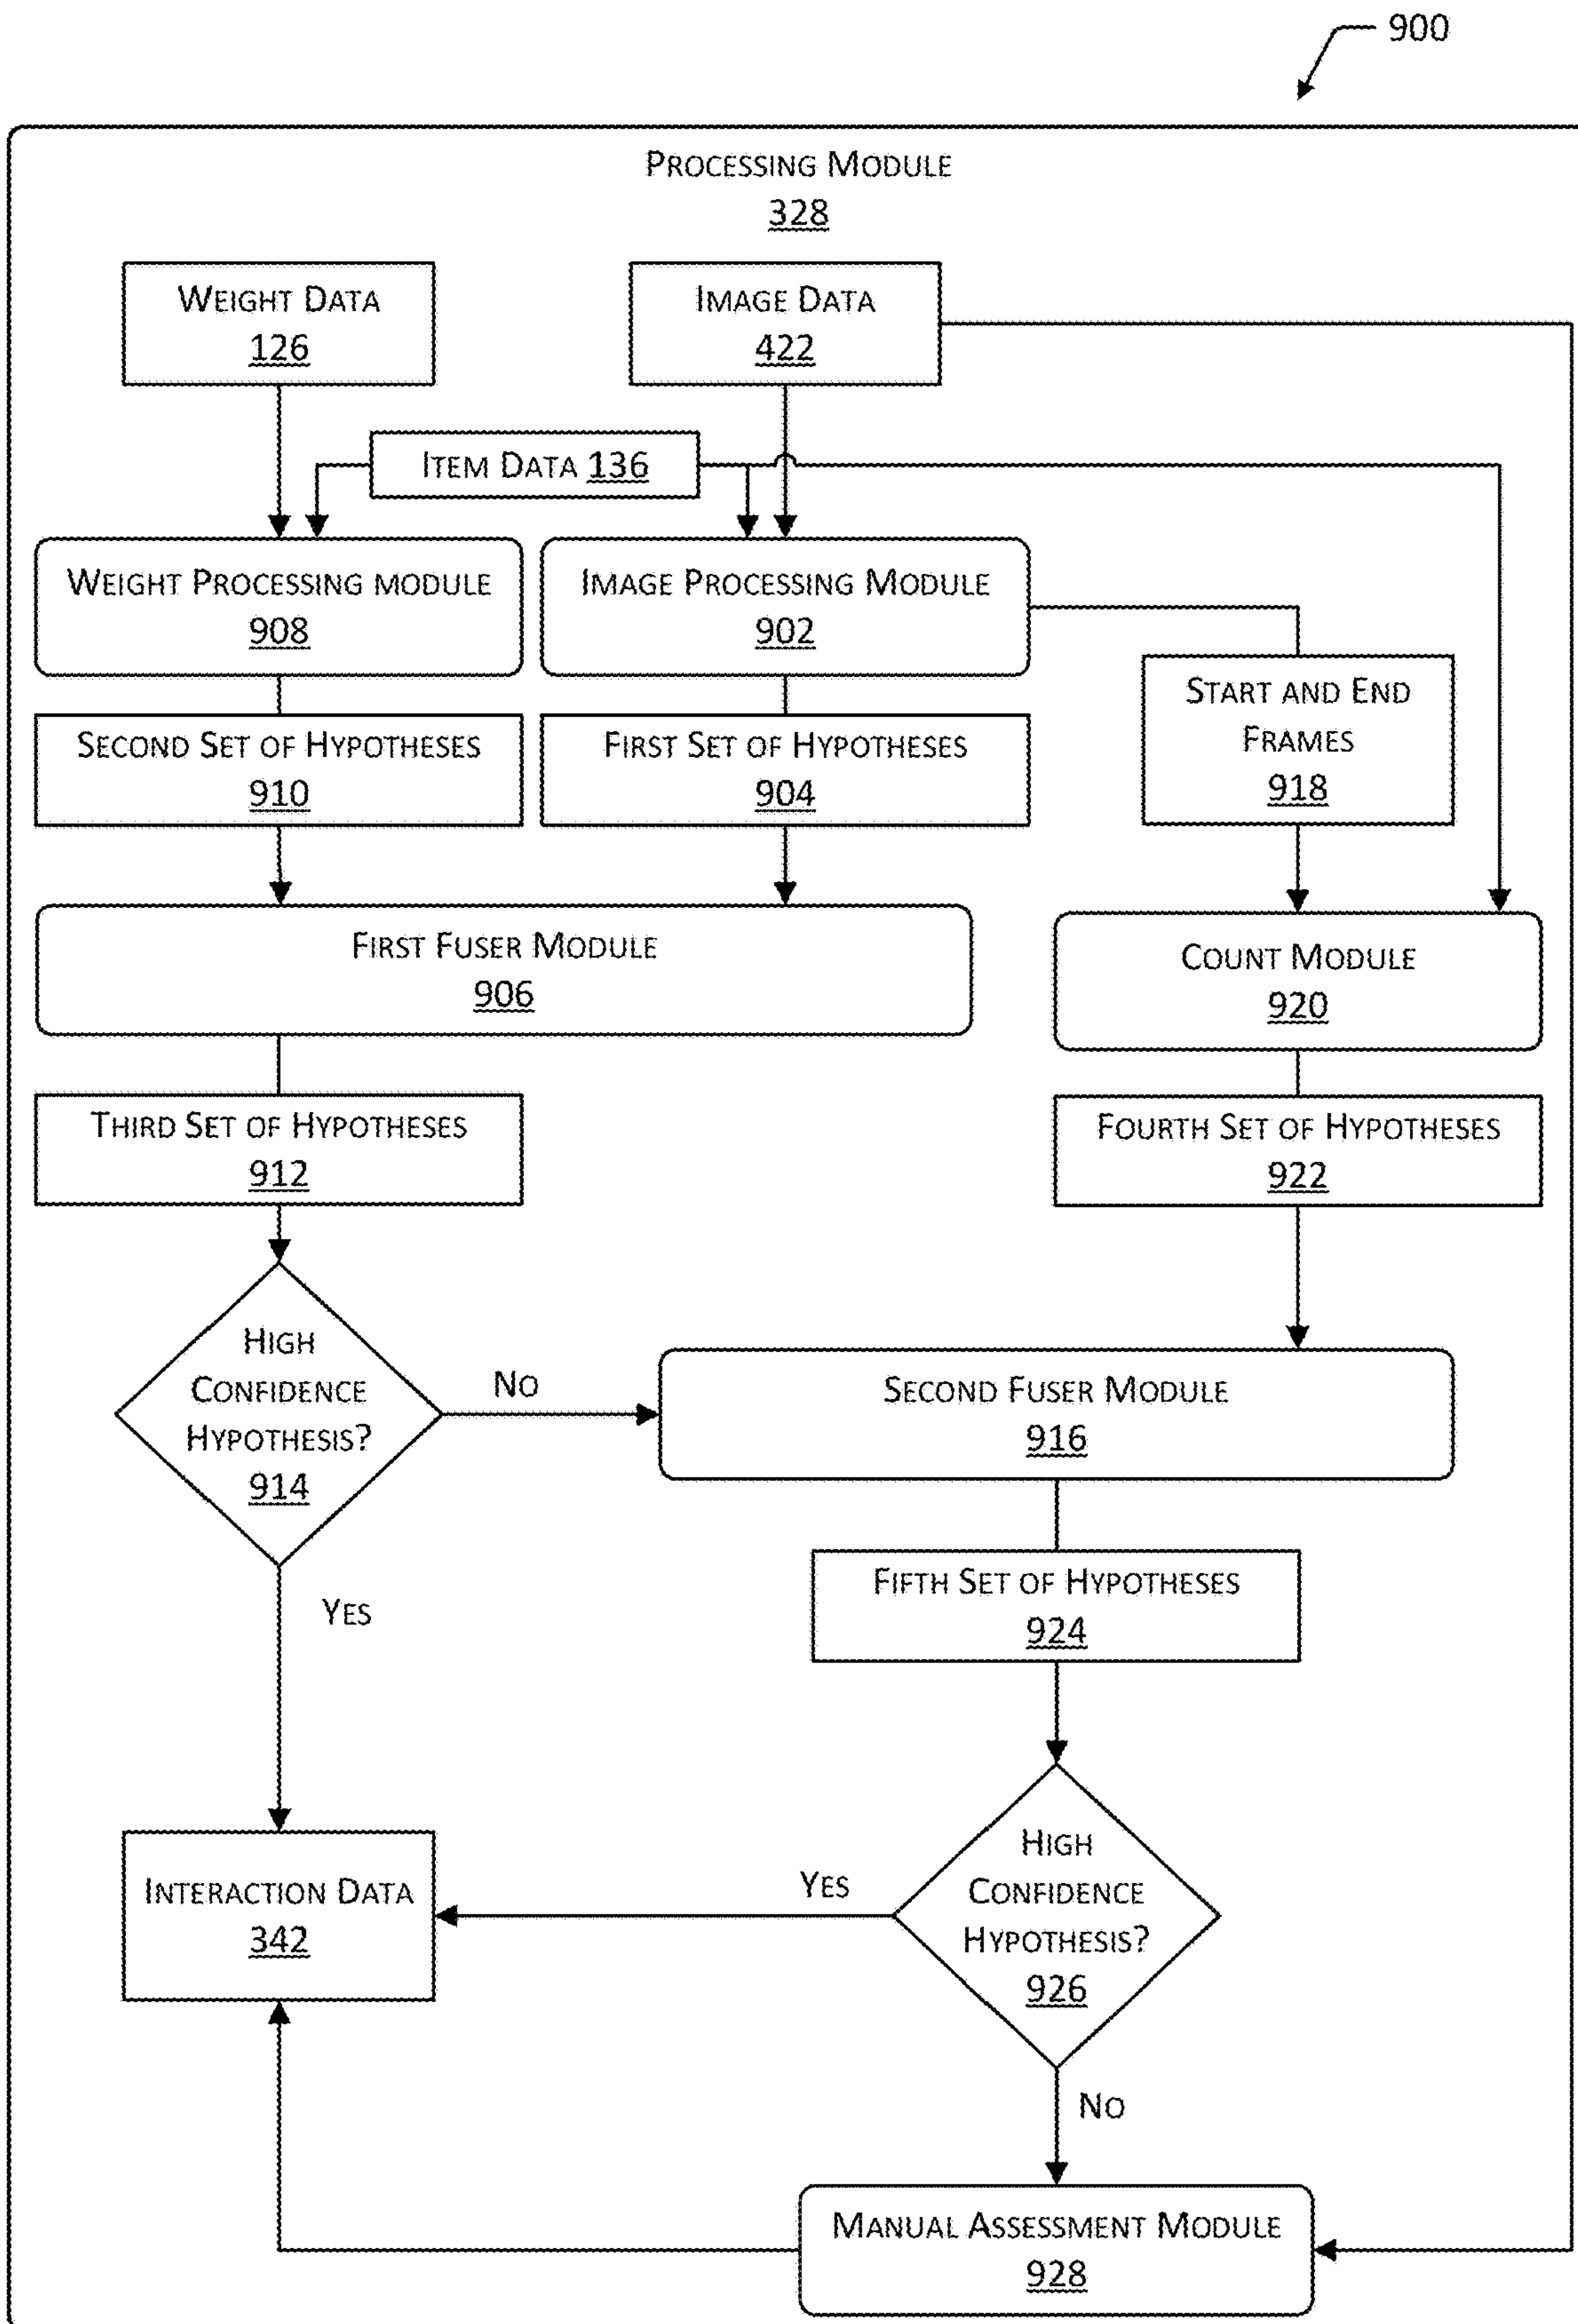 900
PROCESSING MODULE
328
WEIGHT DATA
126
IMAGE DATA
422
ITEM DATA 136
WEIGHT PROCESSING MODULE
908
IMAGE PROCESSING MODULE
902
START AND END
FRAMES
918
SECOND SET OF HYPOTHESES
910
FIRST SET OF HYPOTHESES
904
FIRST FUSER MODULE
906
COUNT MODULE
920
THIRD SET OF HYPOTHESES
912
FOURTH SET OF HYPOTHESES
922
HIGH
CONFIDENCE
HYPOTHESIS?
914
NO
SECOND FUSER MODULE
916
YES
FIFTH SET OF HYPOTHESES
924
INTERACTION DATA
342
YES
HIGH
CONFIDENCE
HYPOTHESIS?
926
NO
MANUAL ASSESSMENT MODULE
928